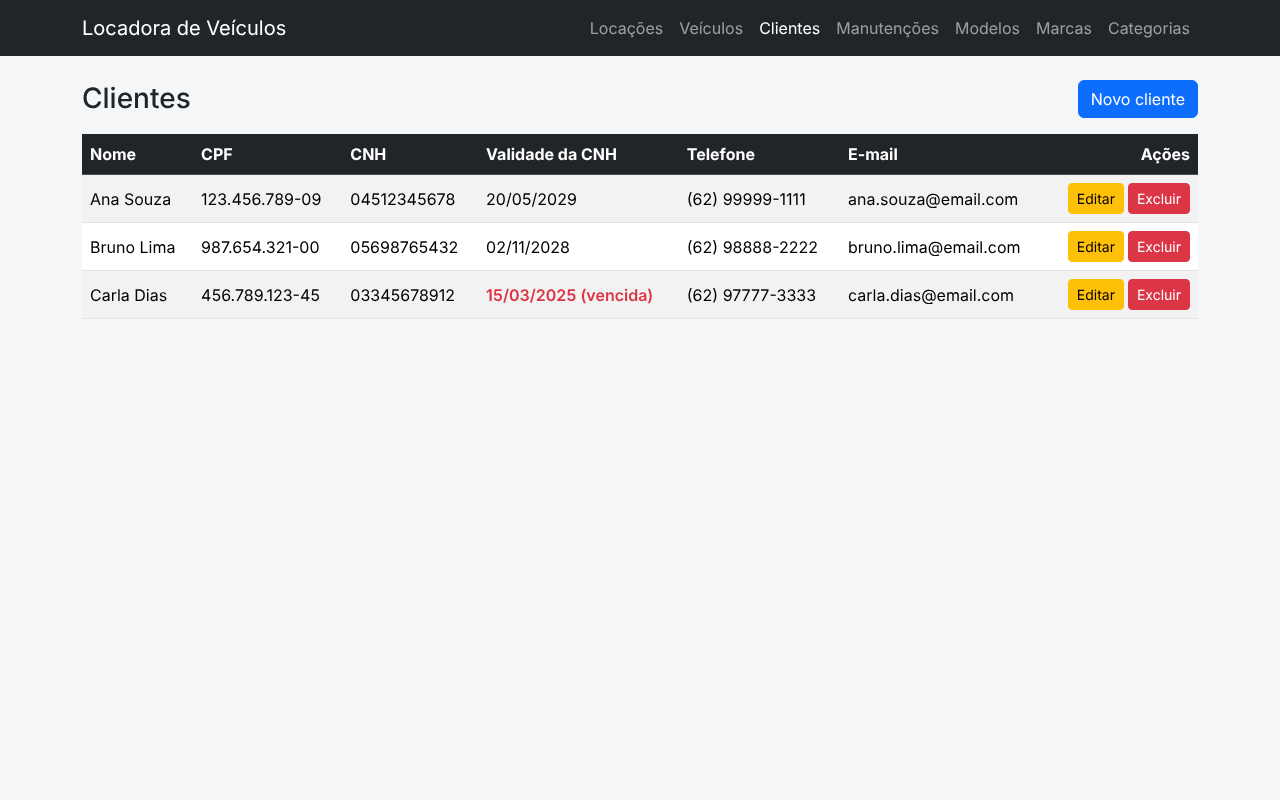 Locadora de Veículos Locações Veículos Clientes Manutenções Modelos Marcas Categorias
Clientes Novo cliente
Nome CPF CNH Validade da CNH Telefone E-mail Ações
Ana Souza 123.456.789-09 04512345678 20/05/2029 (62) 99999-1111 ana.souza@email.com Editar Excluir
Bruno Lima 987.654.321-00 05698765432 02/11/2028 (62) 98888-2222 bruno.lima@email.com Editar Excluir
Carla Dias 456.789.123-45 03345678912 15/03/2025 (vencida) (62) 97777-3333 carla.dias@email.com Editar Excluir